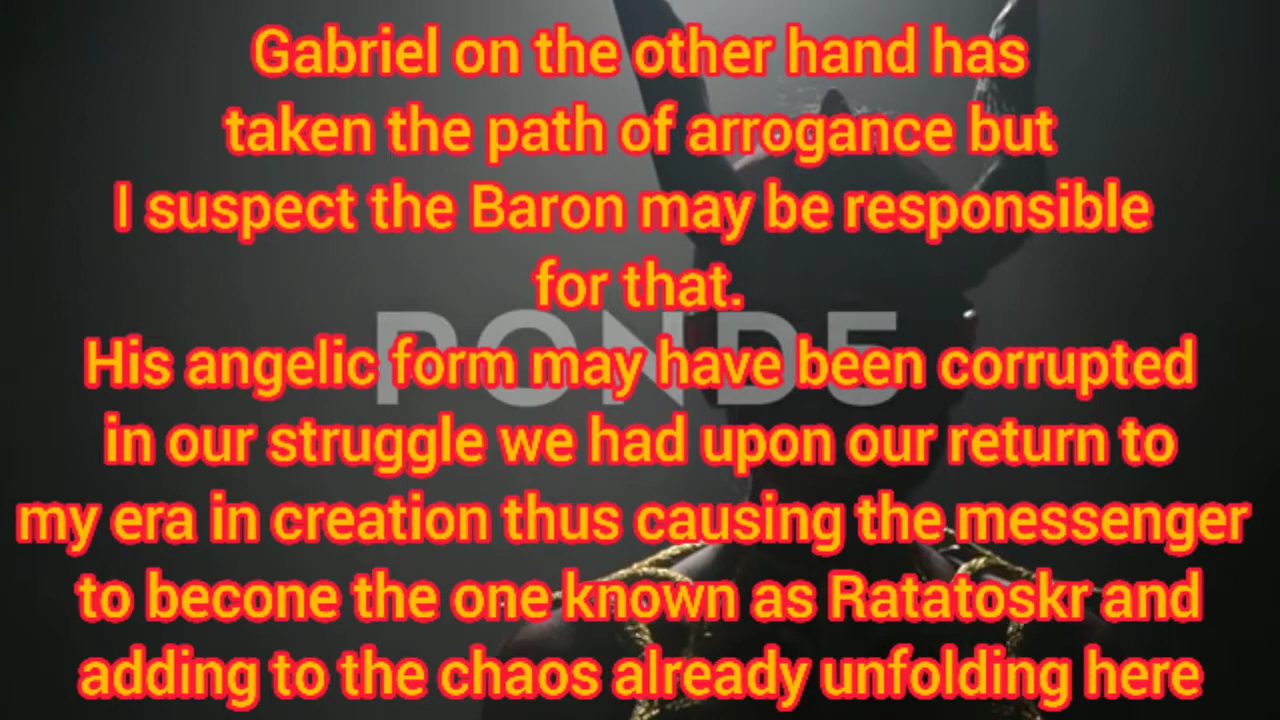 Gabriel on the other hand has
taken the path of arrogance but
I suspect the Baron may be responsible
for that.
POND5
His angelic form may have been corrupted
in our struggle we had upon our return to
my era in creation thus causing the messenger
to becone the one known as Ratatoskr and
adding to the chaos already unfolding here